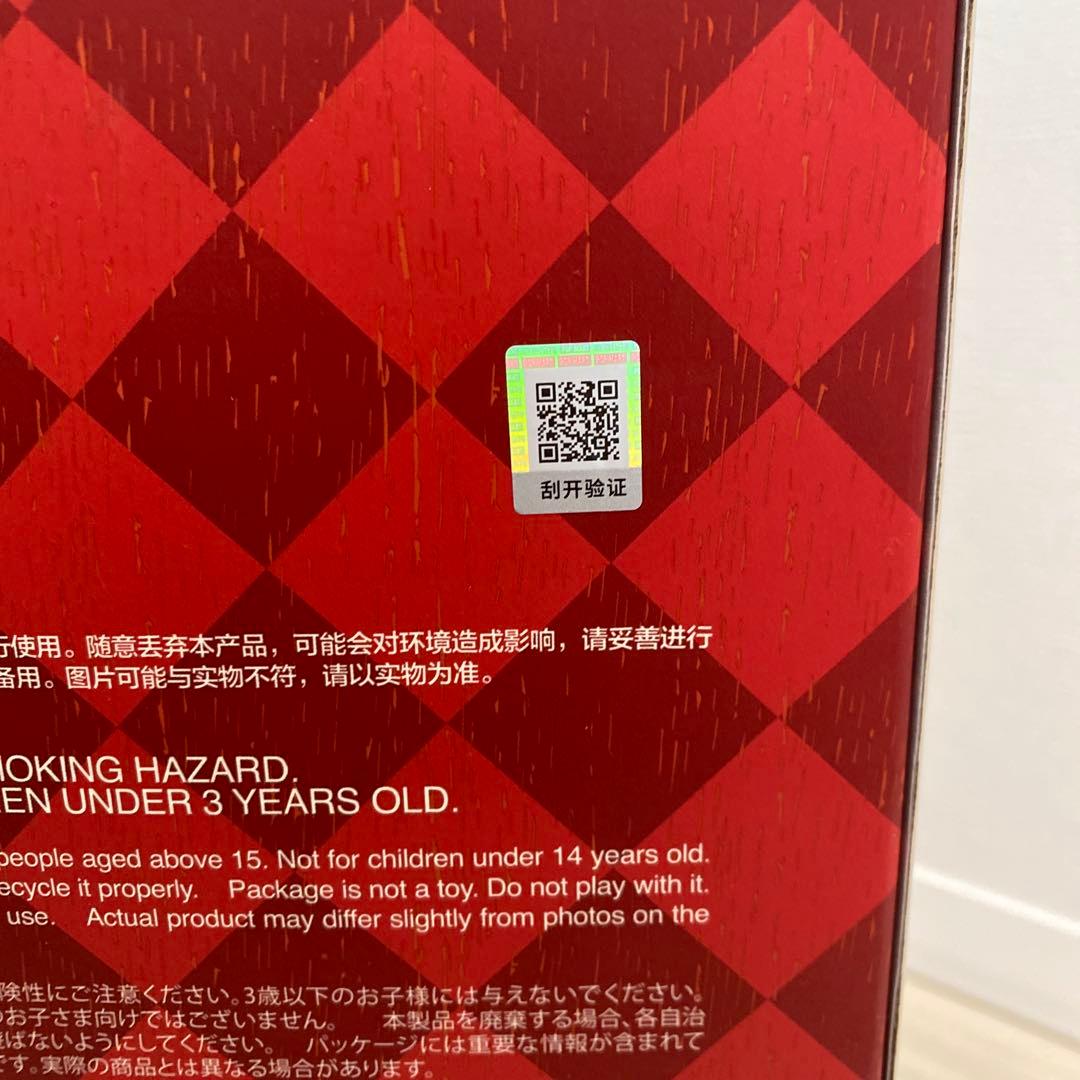 刮开验证
行使用。随意丢弃本产品，可能会对环境造成影响，请妥善进行
备用。图片可能与实物不符，请以实物为准。
HOKING HAZARD.
EN UNDER 3 YEARS OLD.
people aged above 15. Not for children under 14 years old.
ecycle it properly. Package is not a toy. Do not play with it.
use. Actual product may differ slightly from photos on the
険性にご注意ください。3歳以下のお子様には与えないでください。
のお子さま向けではございません。 本製品を廃棄する場合、各自治
はないようにしてください。 パッケージには重要な情報が含まれて
です。実際の商品とは異なる場合があります。